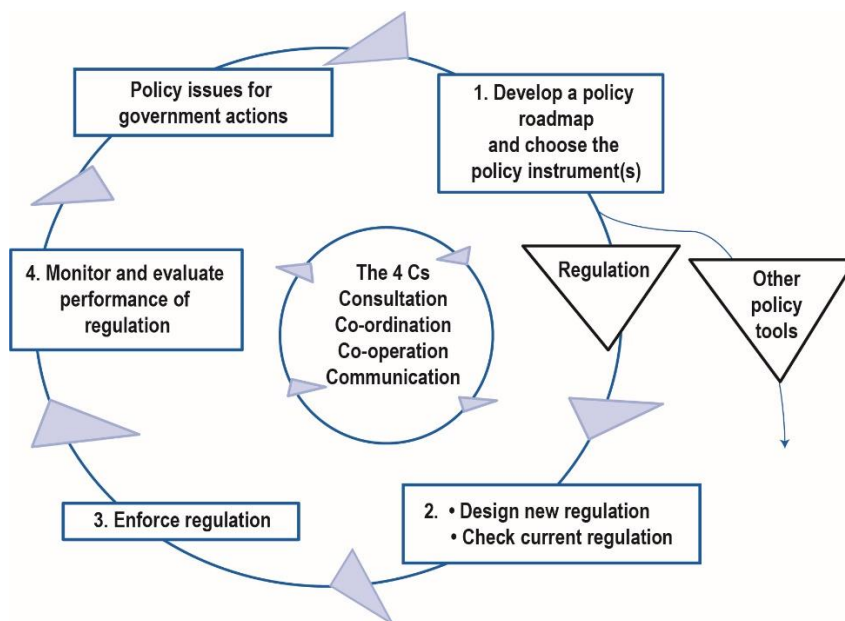 Policy issues for
government actions
1. Develop a policy
roadmap
and choose the
policy instrument(s)
Regulation
Other
policy
tools
4. Monitor and evaluate
performance of
regulation
The 4 Cs
Consultation
Co-ordination
Co-operation
Communication
3. Enforce regulation
2. • Design new regulation
• Check current regulation